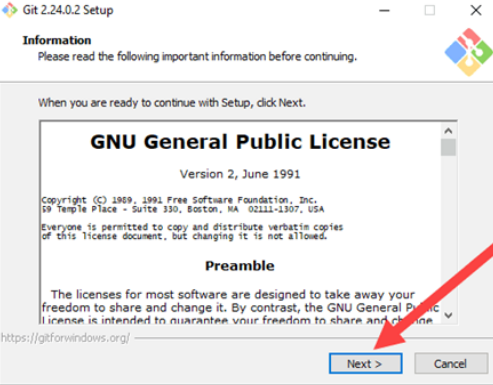 Git 2.24.0.2 Setup
Information
Please read the following important information before continuing.
When you are ready to continue with Setup, click Next.
GNU General Public License
Version 2, June 1991
Copyright (C) 1989, 1991 Free Software Foundation, Inc.
59 Temple Place - Suite 330, Boston, MA  02111-1307, USA
Everyone is permitted to copy and distribute verbatim copies
of this license document, but changing it is not allowed.
Preamble
The licenses for most software are designed to take away your
freedom to share and change it. By contrast, the GNU General
License is intended to guarantee your freedom to share and change
https://gitforwindows.org/
Next >
Cancel